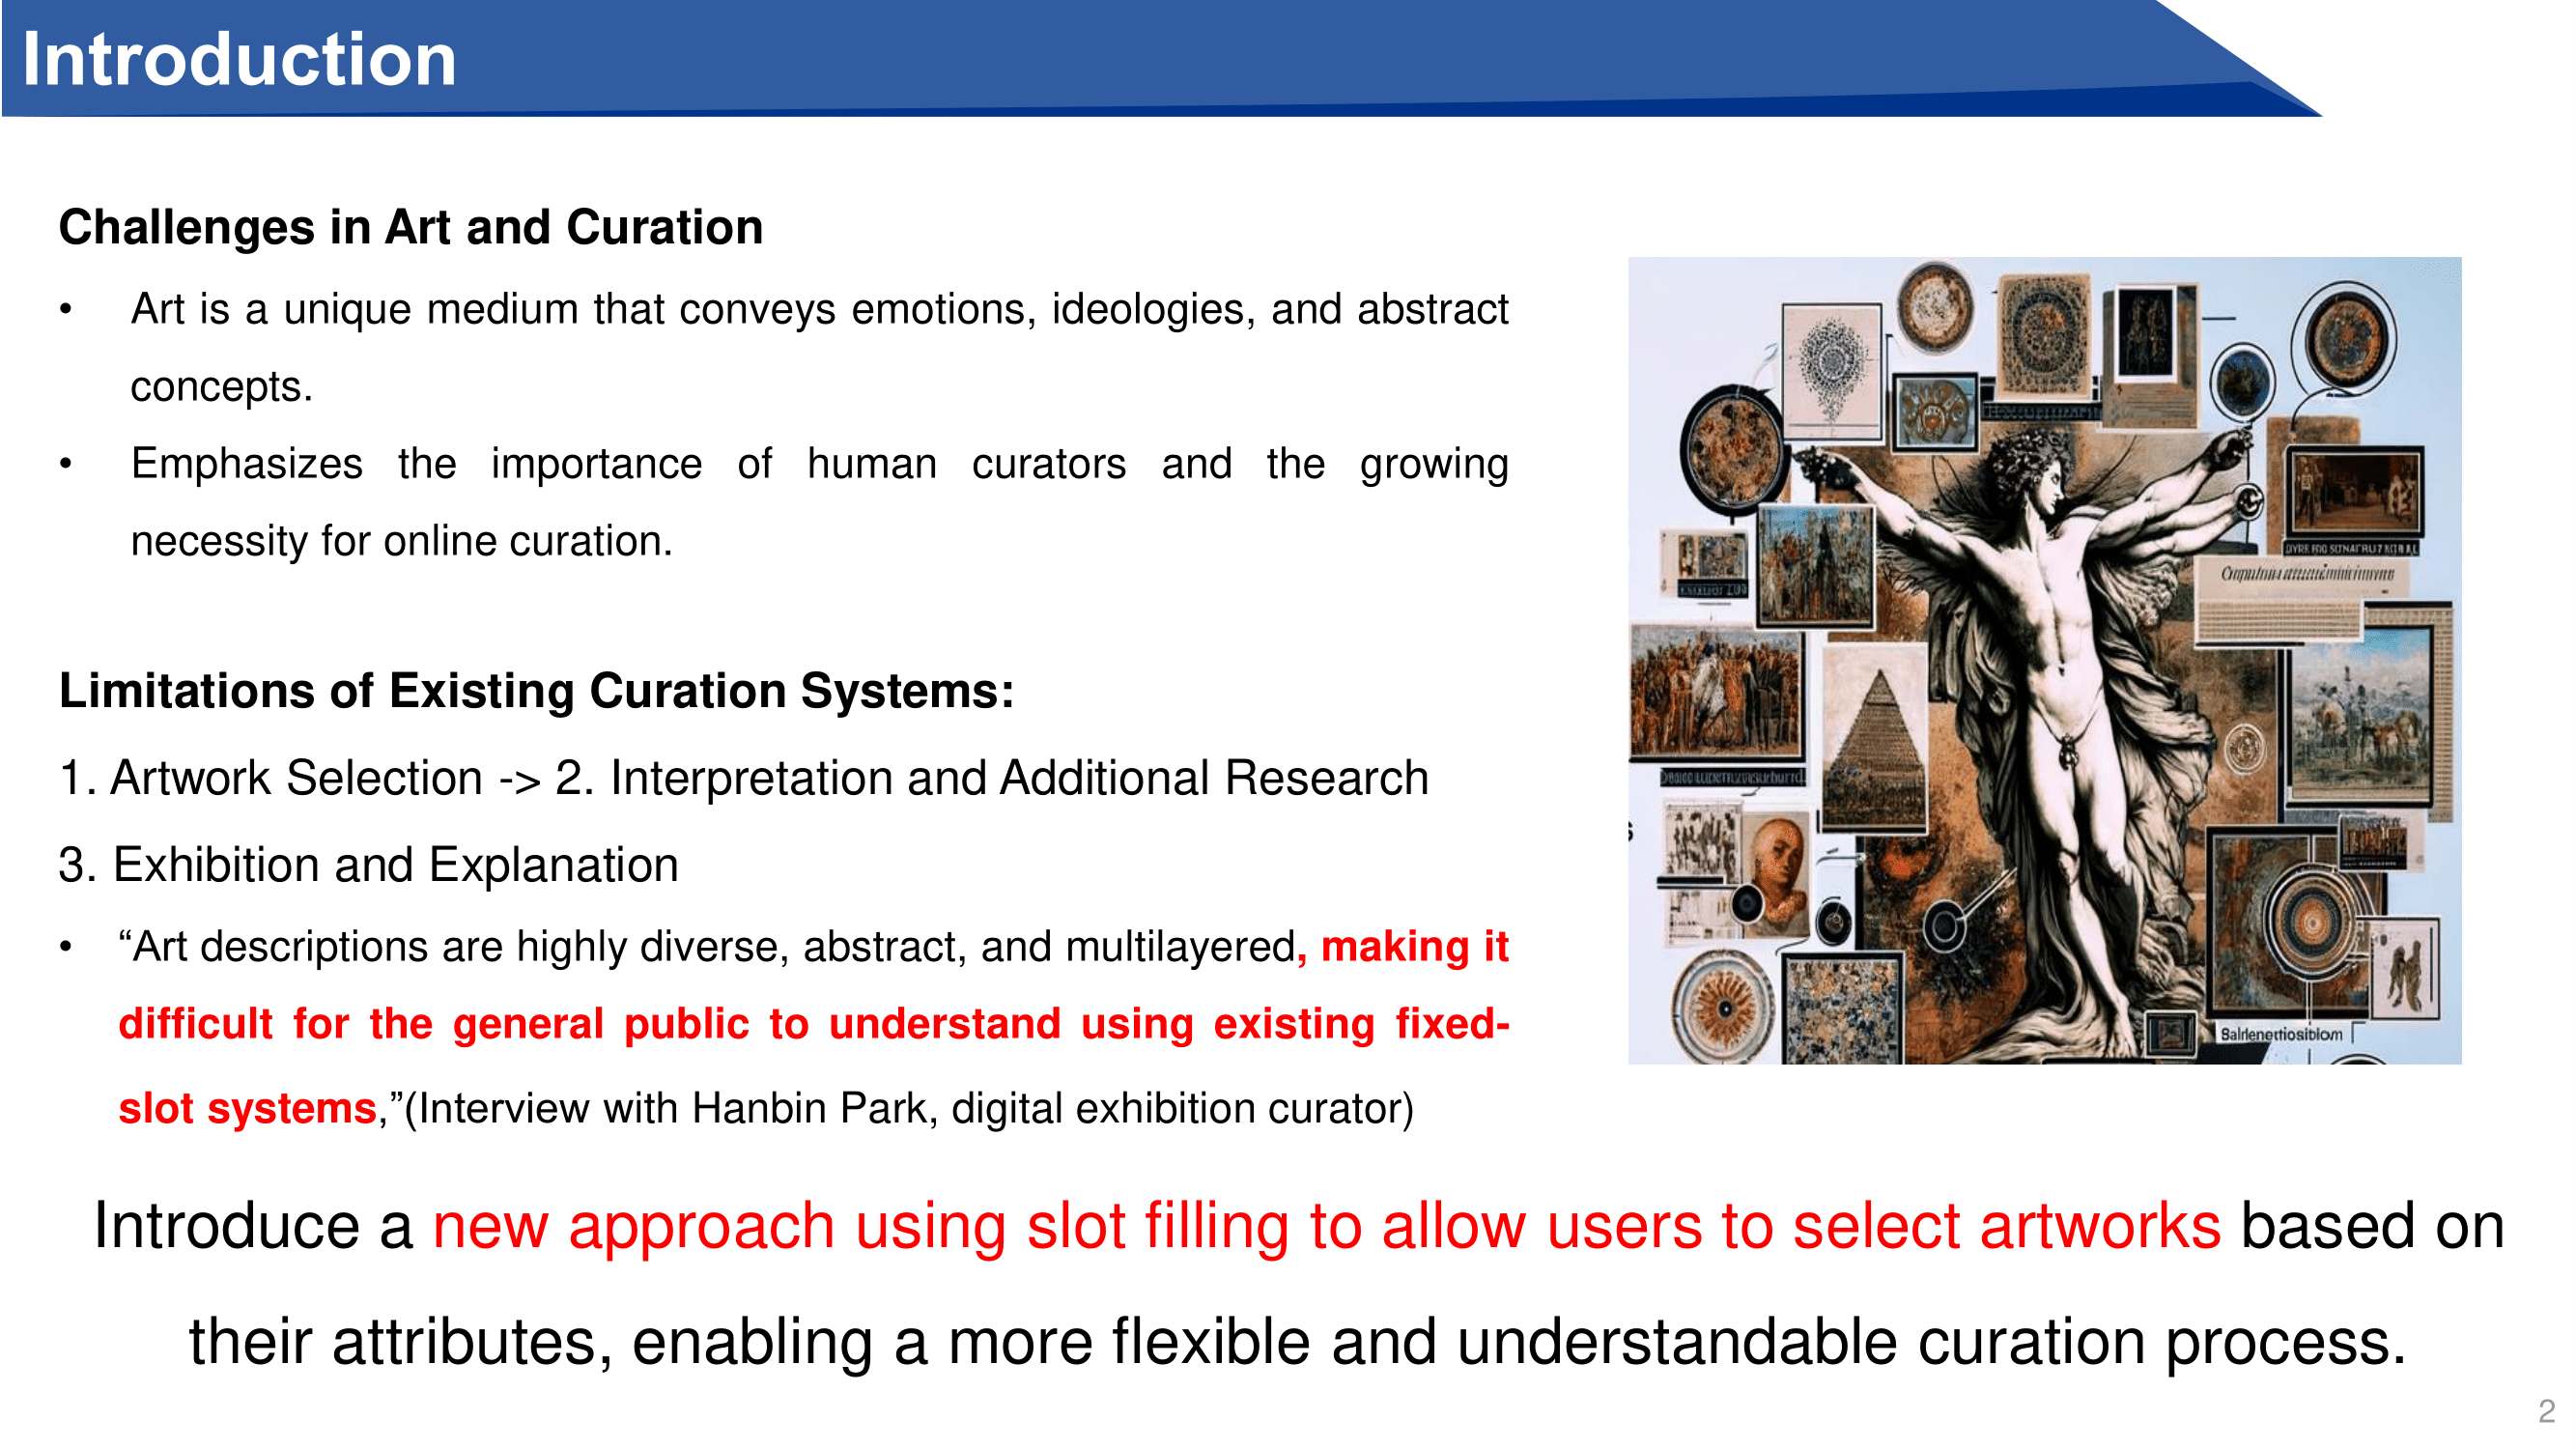 Introduction
Challenges in Art and Curation
• Art is a unique medium that conveys emotions, ideologies, and abstract
concepts.
• Emphasizes the importance of human curators and the growing
necessity for online curation.
Limitations of Existing Curation Systems:
1. Artwork Selection -> 2. Interpretation and Additional Research
3. Exhibition and Explanation
• “Art descriptions are highly diverse, abstract, and multilayered, making it
difficult for the general public to understand using existing fixed-
slot systems,”(Interview with Hanbin Park, digital exhibition curator)
Introduce a new approach using slot filling to allow users to select artworks based on
their attributes, enabling a more flexible and understandable curation process.
2